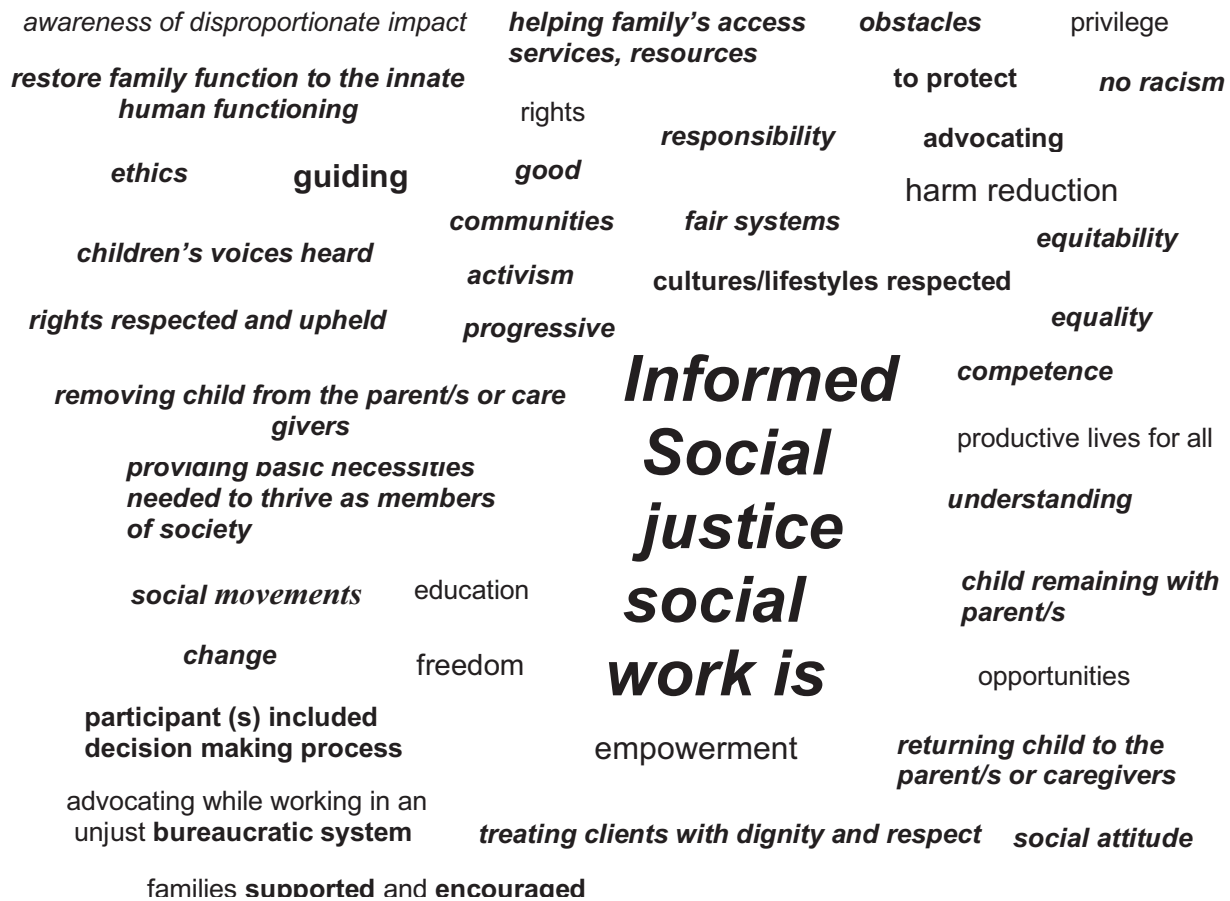 awareness of disproportionate impact
helping family’s access
services, resources
obstacles
privilege
restore family function to the innate
human functioning
to protect
no racism
rights
responsibility
advocating
ethics
guiding
good
harm reduction
communities
fair systems
equitability
children’s voices heard
activism
cultures/lifestyles respected
rights respected and upheld
progressive
equality
Informed
Social
justice
social
work is
competence
removing child from the parent/s or care
givers
productive lives for all
providing basic necessities
needed to thrive as members
of society
understanding
social movements
education
child remaining with
parent/s
change
freedom
opportunities
participant (s) included
decision making process
empowerment
returning child to the
parent/s or caregivers
advocating while working in an
unjust bureaucratic system
treating clients with dignity and respect
social attitude
families supported and encouraged